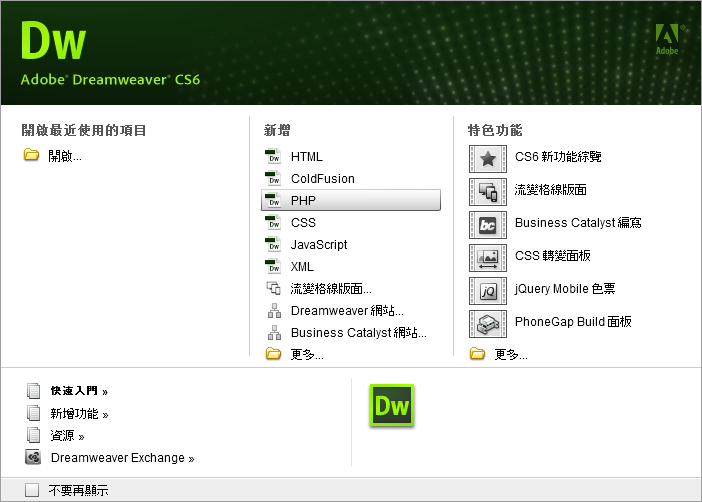 Dw
Adobe® Dreamweaver® CS6
Adobe®
開啟最近使用的項目
開啟...
新增
HTML
ColdFusion
PHP
CSS
JavaScript
XML
流變格線版面...
Dreamweaver 網站...
Business Catalyst 網站...
更多...
特色功能
CS6 新功能綜覽
流變格線版面
bc
Business Catalyst 編寫
CSS 轉變面板
jQ
jQuery Mobile 色票
PhoneGap Build 面板
更多...
快速入門 »
新增功能 »
資源 »
Dreamweaver Exchange »
Dw
不要再顯示